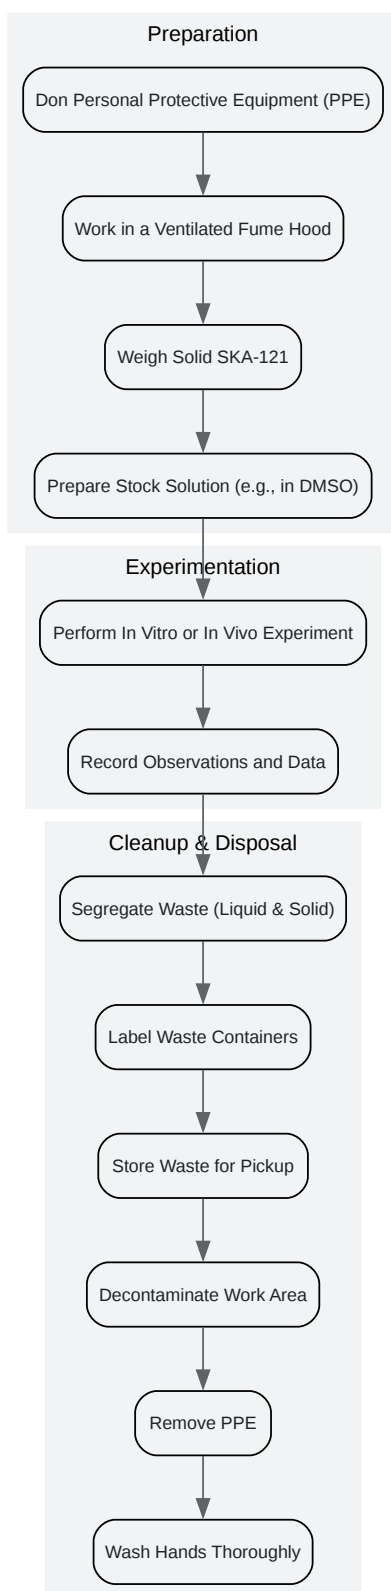 Preparation
Don Personal Protective Equipment (PPE)
Work in a Ventilated Fume Hood
Weigh Solid SKA-121
Prepare Stock Solution (e.g., in DMSO)
Experimentation
Perform In Vitro or In Vivo Experiment
Record Observations and Data
Cleanup & Disposal
Segregate Waste (Liquid & Solid)
Label Waste Containers
Store Waste for Pickup
Decontaminate Work Area
Remove PPE
Wash Hands Thoroughly